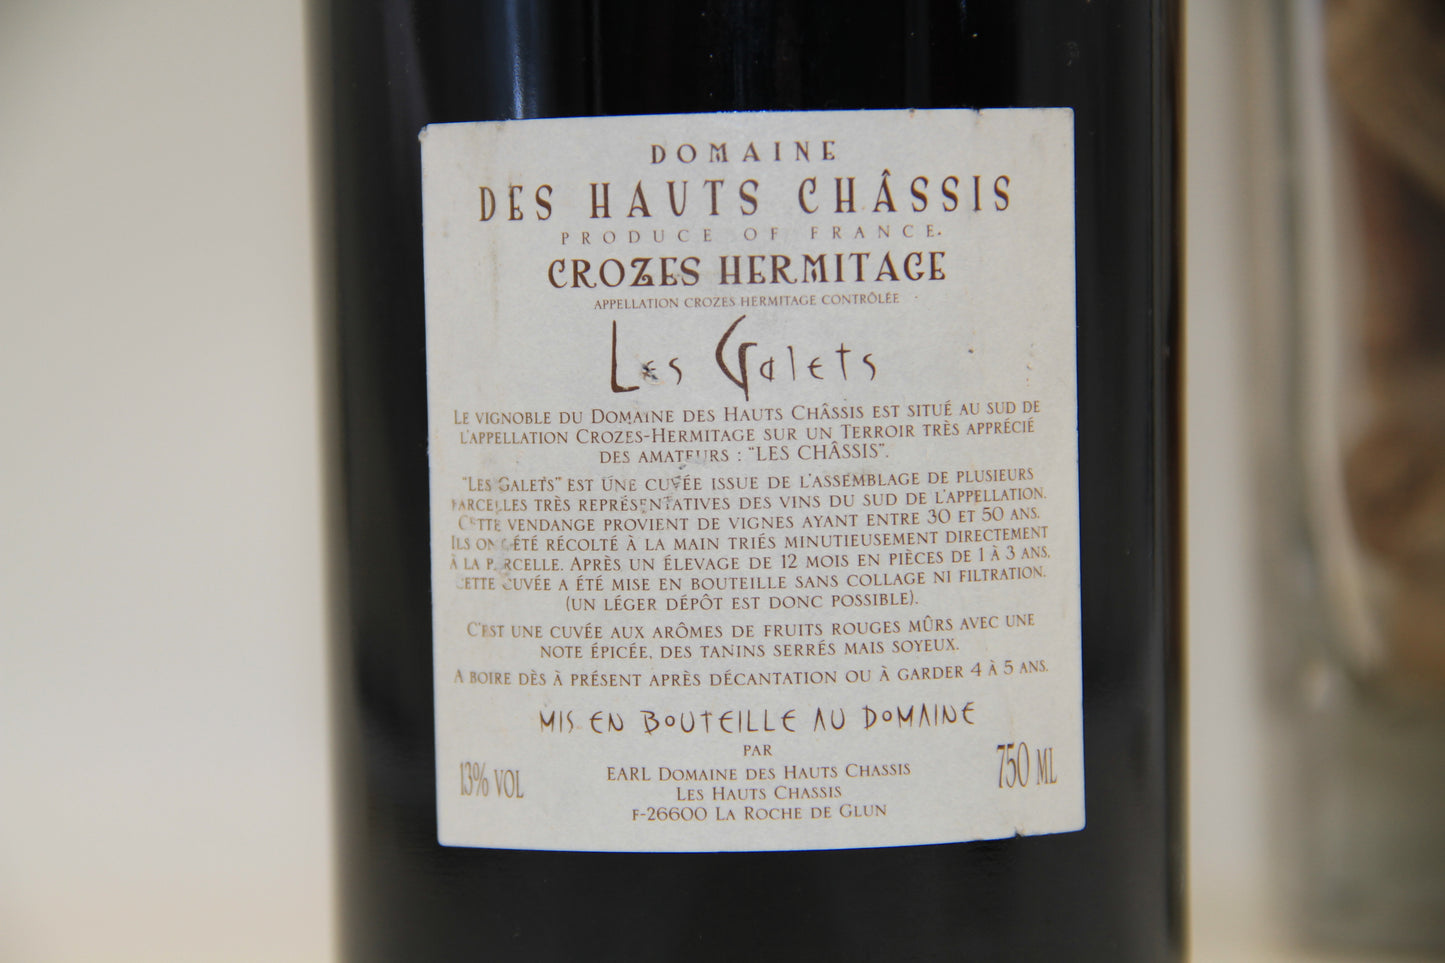 DOMAINE
DES HAUTS CHÂSSIS
PRODUCE OF FRANCE.
CROZES HERMITAGE
APPELLATION CROZES HERMITAGE CONTRÔLÉE
Les Galets
LE VIGNOBLE DU DOMAINE DES HAUTS CHÂSSIS EST SITUÉ AU SUD DE
L'APPELLATION CROZES-HERMITAGE SUR UN TERROIR TRÈS APPRÉCIÉ
DES AMATEURS : "LES CHÂSSIS".
"LES GALETS" EST UNE CUVÉE ISSUE DE L'ASSEMBLAGE DE PLUSIEURS
PARCELLES TRÈS REPRÉSENTATIVES DES VINS DU SUD DE L'APPELLATION.
CETTE VENDANGE PROVIENT DE VIGNES AYANT ENTRE 30 ET 50 ANS.
ILS ONT ÉTÉ RÉCOLTÉ À LA MAIN TRIÉS MINUTIEUSEMENT DIRECTEMENT
À LA PARCELLE. APRÈS UN ÉLEVAGE DE 12 MOIS EN PIÈCES DE 1 À 3 ANS,
CETTE CUVÉE A ÉTÉ MISE EN BOUTEILLE SANS COLLAGE NI FILTRATION.
(UN LÉGER DÉPÔT EST DONC POSSIBLE).
C'EST UNE CUVÉE AUX ARÔMES DE FRUITS ROUGES MÛRS AVEC UNE
NOTE ÉPICÉE, DES TANINS SERRÉS MAIS SOYEUX.
A BOIRE DÈS À PRÉSENT APRÈS DÉCANTATION OU À GARDER 4 À 5 ANS.
MIS EN BOUTEILLE AU DOMAINE
PAR
EARL DOMAINE DES HAUTS CHASSIS
LES HAUTS CHASSIS
F-26600 LA ROCHE DE GLUN
13% VOL
750 ML